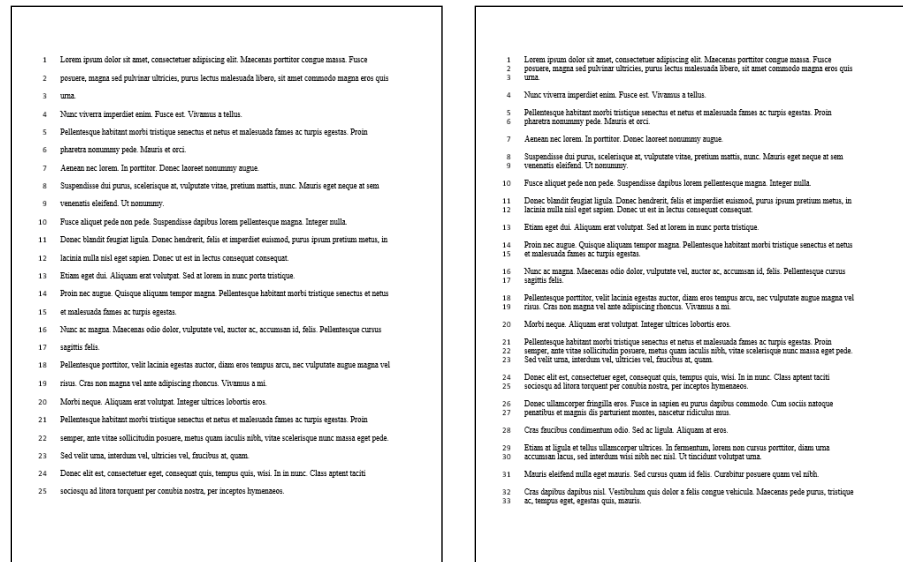 1 Lorem ipsum dolor sit amet, consectetuer adipiscing elit. Maecenas porttitor congue massa. Fusce
2 posuere, magna sed pulvinar ultricies, purus lectus malesuada libero, sit amet commodo magna eros quis
3 urna.
4 Nunc viverra imperdiet enim. Fusce est. Vivamus a tellus.
5 Pellentesque habitant morbi tristique senectus et netus et malesuada fames ac turpis egestas. Proin
6 pharetra nonummy pede. Mauris et orci.
7 Aenean nec lorem. In porttitor. Donec laoreet nonummy augue.
8 Suspendisse dui purus, scelerisque at, vulputate vitae, pretium mattis, nunc. Mauris eget neque at sem
9 venenatis eleifend. Ut nonummy.
10 Fusce aliquet pede non pede. Suspendisse dapibus lorem pellentesque magna. Integer nulla.
11 Donec blandit feugiat ligula. Donec hendrerit, felis et imperdiet euismod, purus ipsum pretium metus, in
12 lacinia nulla nisl eget sapien. Donec ut est in lectus consequat consequat.
13 Etiam eget dui. Aliquam erat volutpat. Sed at lorem in nunc porta tristique.
14 Proin nec augue. Quisque aliquam tempor magna. Pellentesque habitant morbi tristique senectus et netus
15 et malesuada fames ac turpis egestas.
16 Nunc ac magna. Maecenas odio dolor, vulputate vel, auctor ac, accumsan id, felis. Pellentesque cursus
17 sagittis felis.
18 Pellentesque porttitor, velit lacinia egestas auctor, diam eros tempus arcu, nec vulputate augue magna vel
19 risus. Cras non magna vel ante adipiscing rhoncus. Vivamus a mi.
20 Morbi neque. Aliquam erat volutpat. Integer ultrices lobortis eros.
21 Pellentesque habitant morbi tristique senectus et netus et malesuada fames ac turpis egestas. Proin
22 semper, ante vitae sollicitudin posuere, metus quam iaculis nibh, vitae scelerisque nunc massa eget pede.
23 Sed velit urna, interdum vel, ultricies vel, faucibus at, quam.
24 Donec elit est, consectetuer eget, consequat quis, tempus quis, wisi. In in nunc. Class aptent taciti
25 sociosqu ad litora torquent per conubia nostra, per inceptos hymenaeos.
1 Lorem ipsum dolor sit amet, consectetuer adipiscing elit. Maecenas porttitor congue massa. Fusce
2 posuere, magna sed pulvinar ultricies, purus lectus malesuada libero, sit amet commodo magna eros quis
3 urna.
4 Nunc viverra imperdiet enim. Fusce est. Vivamus a tellus.
5 Pellentesque habitant morbi tristique senectus et netus et malesuada fames ac turpis egestas. Proin
6 pharetra nonummy pede. Mauris et orci.
7 Aenean nec lorem. In porttitor. Donec laoreet nonummy augue.
8 Suspendisse dui purus, scelerisque at, vulputate vitae, pretium mattis, nunc. Mauris eget neque at sem
9 venenatis eleifend. Ut nonummy.
10 Fusce aliquet pede non pede. Suspendisse dapibus lorem pellentesque magna. Integer nulla.
11 Donec blandit feugiat ligula. Donec hendrerit, felis et imperdiet euismod, purus ipsum pretium metus, in
12 lacinia nulla nisl eget sapien. Donec ut est in lectus consequat consequat.
13 Etiam eget dui. Aliquam erat volutpat. Sed at lorem in nunc porta tristique.
14 Proin nec augue. Quisque aliquam tempor magna. Pellentesque habitant morbi tristique senectus et netus
15 et malesuada fames ac turpis egestas.
16 Nunc ac magna. Maecenas odio dolor, vulputate vel, auctor ac, accumsan id, felis. Pellentesque cursus
17 sagittis felis.
18 Pellentesque porttitor, velit lacinia egestas auctor, diam eros tempus arcu, nec vulputate augue magna vel
19 risus. Cras non magna vel ante adipiscing rhoncus. Vivamus a mi.
20 Morbi neque. Aliquam erat volutpat. Integer ultrices lobortis eros.
21 Pellentesque habitant morbi tristique senectus et netus et malesuada fames ac turpis egestas. Proin
22 semper, ante vitae sollicitudin posuere, metus quam iaculis nibh, vitae scelerisque nunc massa eget pede.
23 Sed velit urna, interdum vel, ultricies vel, faucibus at, quam.
24 Donec elit est, consectetuer eget, consequat quis, tempus quis, wisi. In in nunc. Class aptent taciti
25 sociosqu ad litora torquent per conubia nostra, per inceptos hymenaeos.
26 Donec ullamcorper fringilla eros. Fusce in sapien eu purus dapibus commodo. Cum sociis natoque
27 penatibus et magnis dis parturient montes, nascetur ridiculus mus.
28 Cras faucibus condimentum odio. Sed ac ligula. Aliquam at eros.
29 Etiam at ligula et tellus ullamcorper ultrices. In fermentum, lorem non cursus porttitor, diam urna
30 accumsan lacus, sed interdum wisi nibh nec nisl. Ut tincidunt volutpat urna.
31 Mauris eleifend nulla eget mauris. Sed cursus quam id felis. Curabitur posuere quam vel nibh.
32 Cras dapibus dapibus nisl. Vestibulum quis dolor a felis congue vehicula. Maecenas pede purus, tristique
33 ac, tempus eget, egestas quis, mauris.